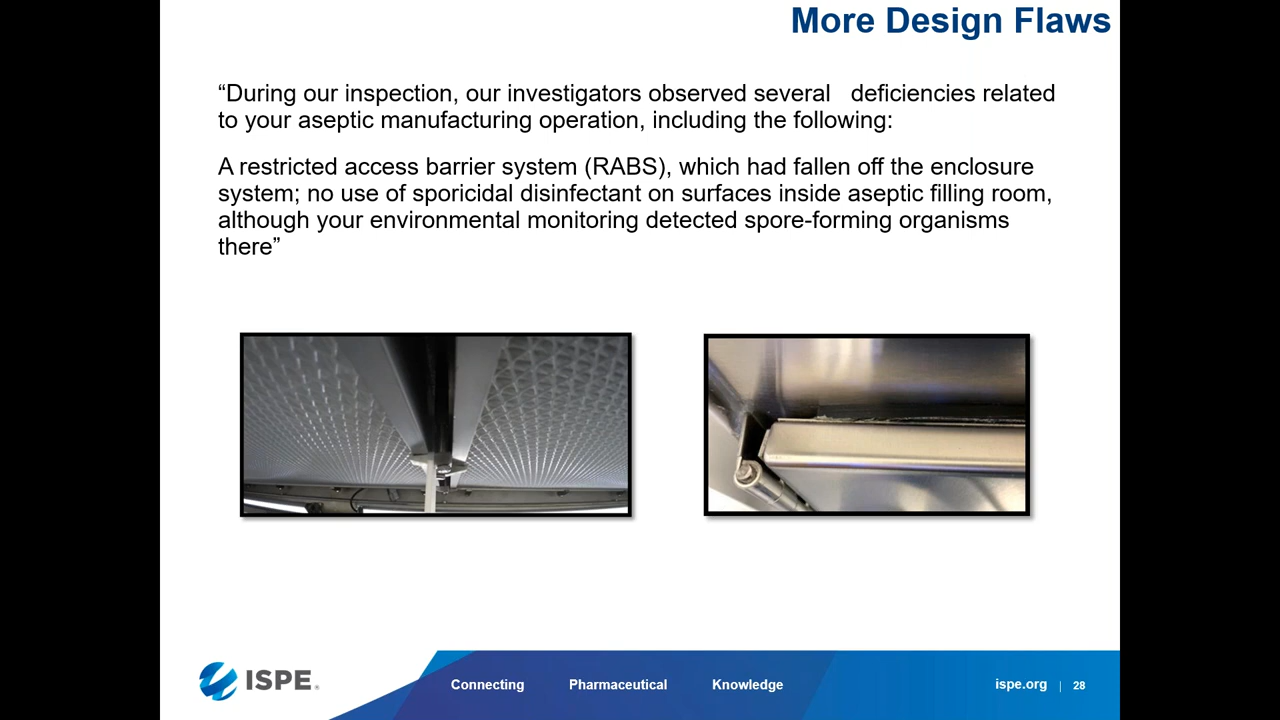 More Design Flaws
“During our inspection, our investigators observed several   deficiencies related
to your aseptic manufacturing operation, including the following:
A restricted access barrier system (RABS), which had fallen off the enclosure
system; no use of sporicidal disinfectant on surfaces inside aseptic filling room,
although your environmental monitoring detected spore-forming organisms
there”
ISPE®
Connecting Pharmaceutical Knowledge
ispe.org | 28